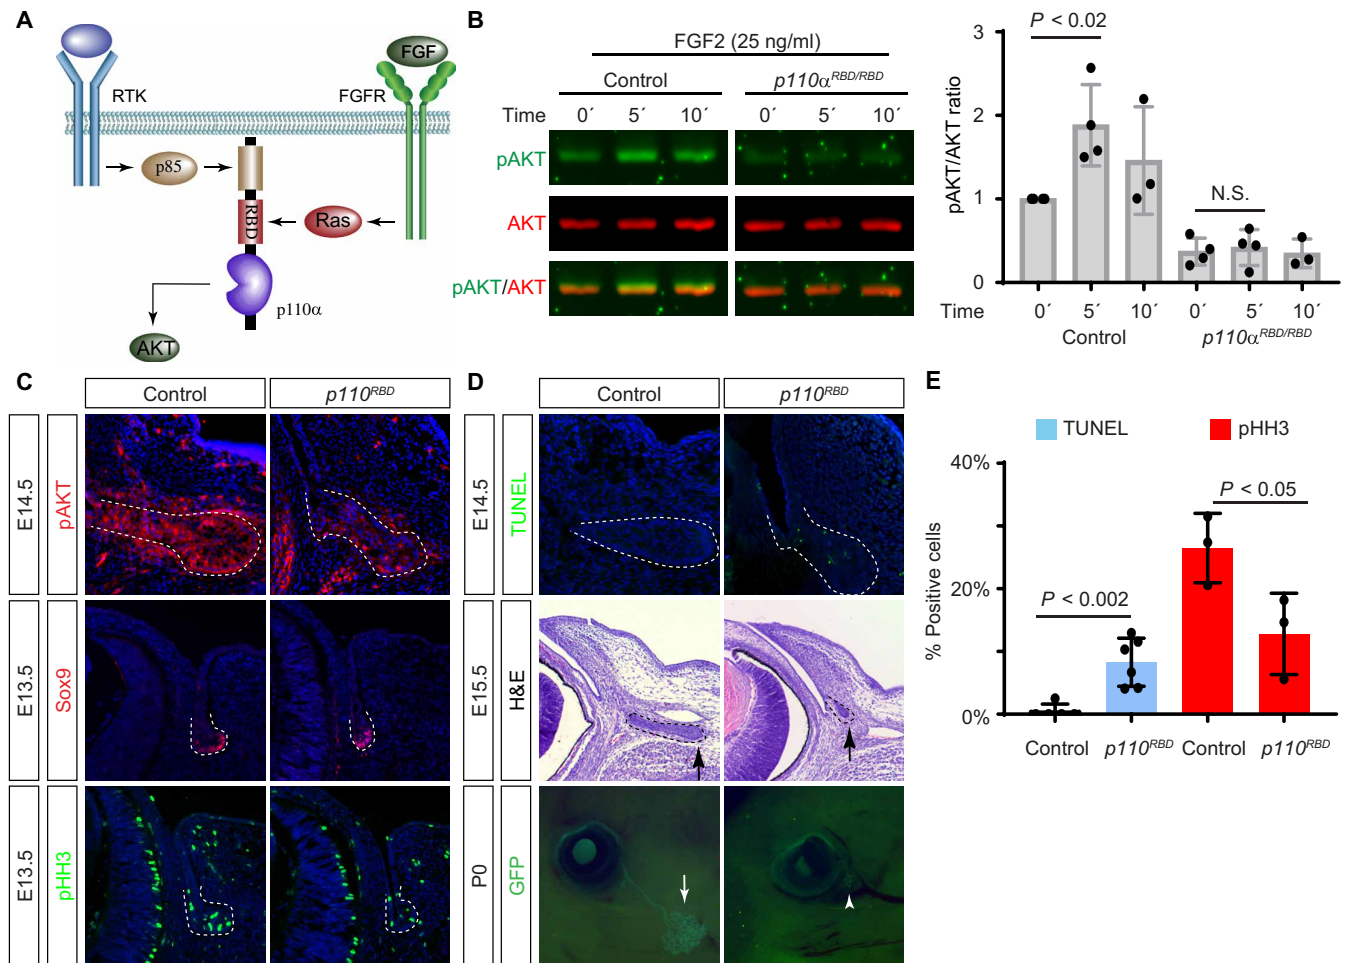 A
RTK
FGF
FGFR
p85
RBD
Ras
p110α
AKT
B
FGF2 (25 ng/ml)
Control
p110α^RBD/RBD
Time 0´ 5´ 10´ 0´ 5´ 10´
pAKT
AKT
pAKT/AKT
pAKT/AKT ratio
3
2
1
0
P < 0.02
N.S.
Time 0´ 5´ 10´ 0´ 5´ 10´
Control
p110α^RBD/RBD
C
Control
p110^RBD
E14.5
pAKT
E13.5
Sox9
E13.5
pHH3
D
Control
p110^RBD
E14.5
TUNEL
E15.5
H&E
P0
GFP
E
TUNEL
pHH3
% Positive cells
40%
20%
0%
P < 0.002
P < 0.05
Control p110^RBD Control p110^RBD